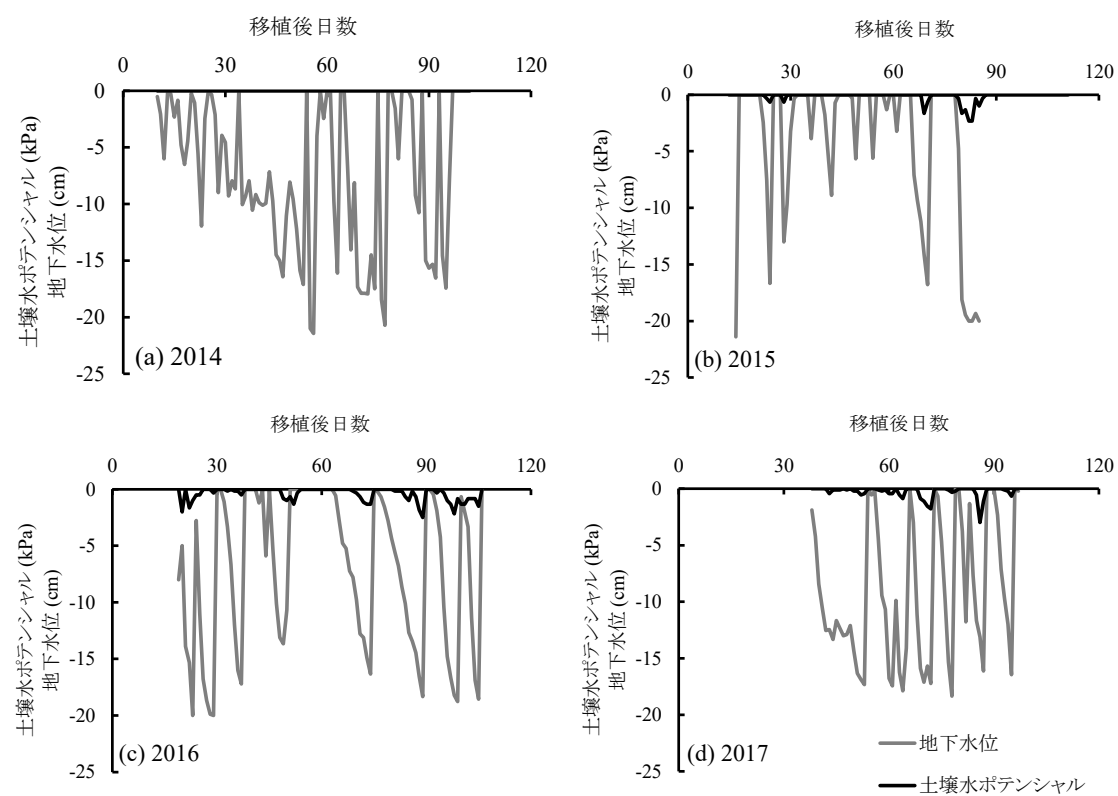 移植後日数
0 30 60 90 120
0
-5
-10
-15
-20
-25
土壌水ポテンシャル (kPa)
地下水位 (cm)
(a) 2014
移植後日数
0 30 60 90 120
0
-5
-10
-15
-20
-25
土壌水ポテンシャル (kPa)
地下水位 (cm)
(b) 2015
移植後日数
0 30 60 90 120
0
-5
-10
-15
-20
-25
土壌水ポテンシャル (kPa)
地下水位 (cm)
(c) 2016
移植後日数
0 30 60 90 120
0
-5
-10
-15
-20
-25
土壌水ポテンシャル (kPa)
地下水位 (cm)
(d) 2017
地下水位
土壌水ポテンシャル